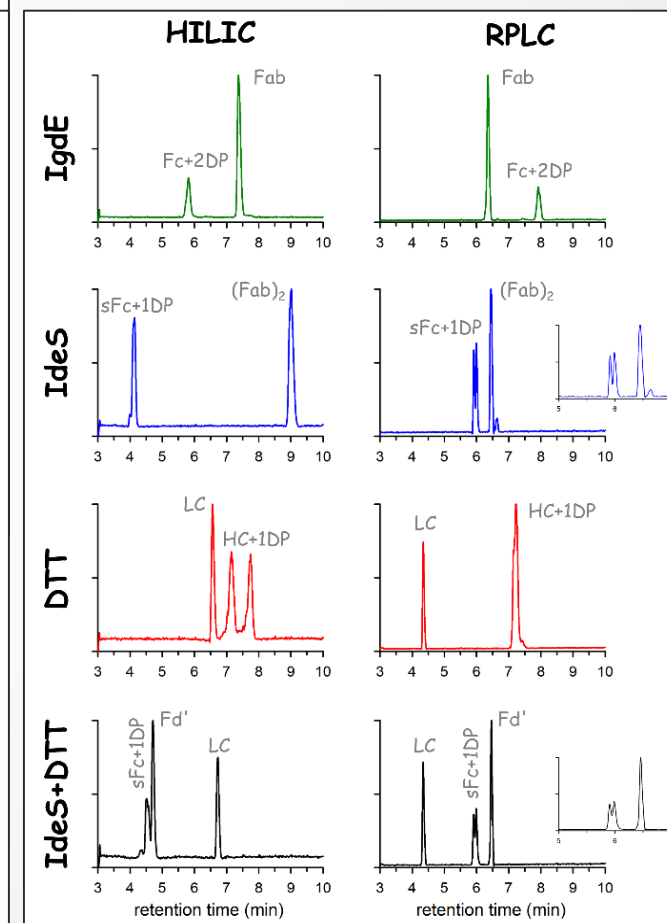 HILIC RPLC
IgdE
Fab
Fc+2DP
3 4 5 6 7 8 9 10
Fab
Fc+2DP
3 4 5 6 7 8 9 10
IdeS
sFc+1DP
(Fab)₂
3 4 5 6 7 8 9 10
(Fab)₂
sFc+1DP
5 6
3 4 5 6 7 8 9 10
DTT
LC
HC+1DP
3 4 5 6 7 8 9 10
LC
HC+1DP
3 4 5 6 7 8 9 10
IdeS+DTT
sFc+1DP
Fd'
LC
3 4 5 6 7 8 9 10
retention time (min)
LC
sFc+1DP
Fd'
5 6
3 4 5 6 7 8 9 10
retention time (min)